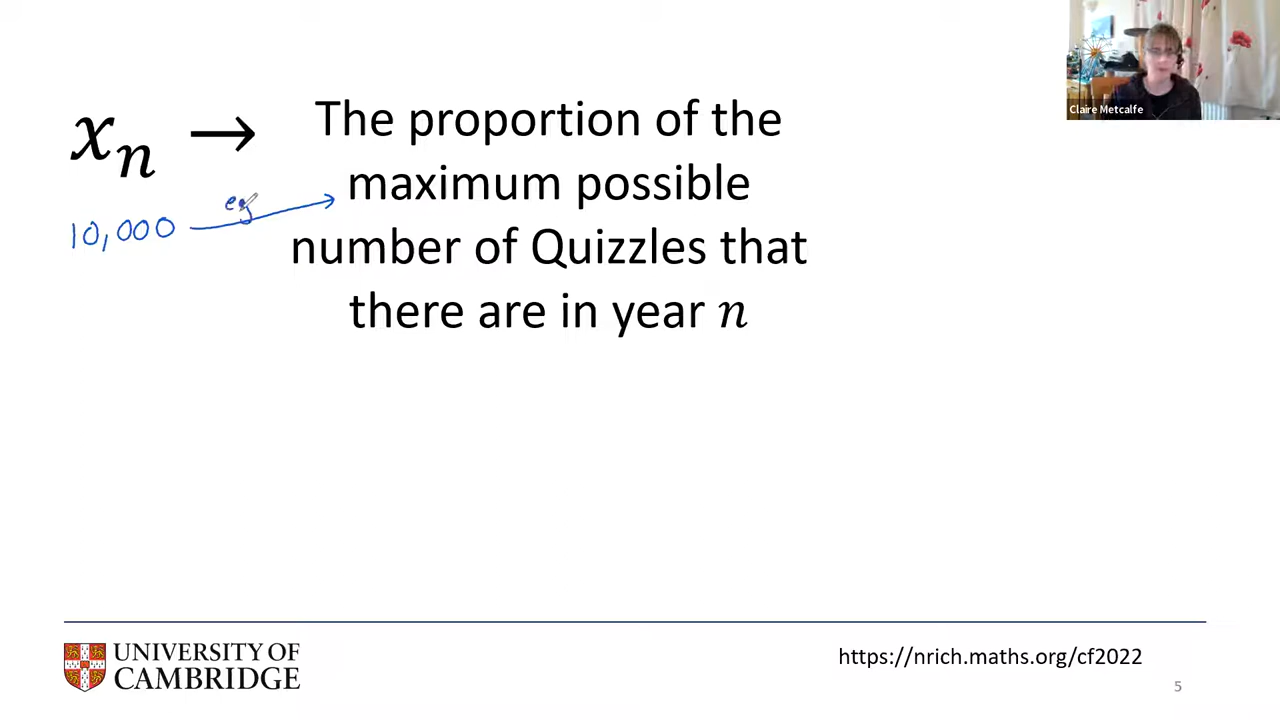 Claire Metcalfe
xₙ → The proportion of the
maximum possible
eg
10,000
number of Quizzles that
there are in year n
UNIVERSITY OF
CAMBRIDGE
https://nrich.maths.org/cf2022
5